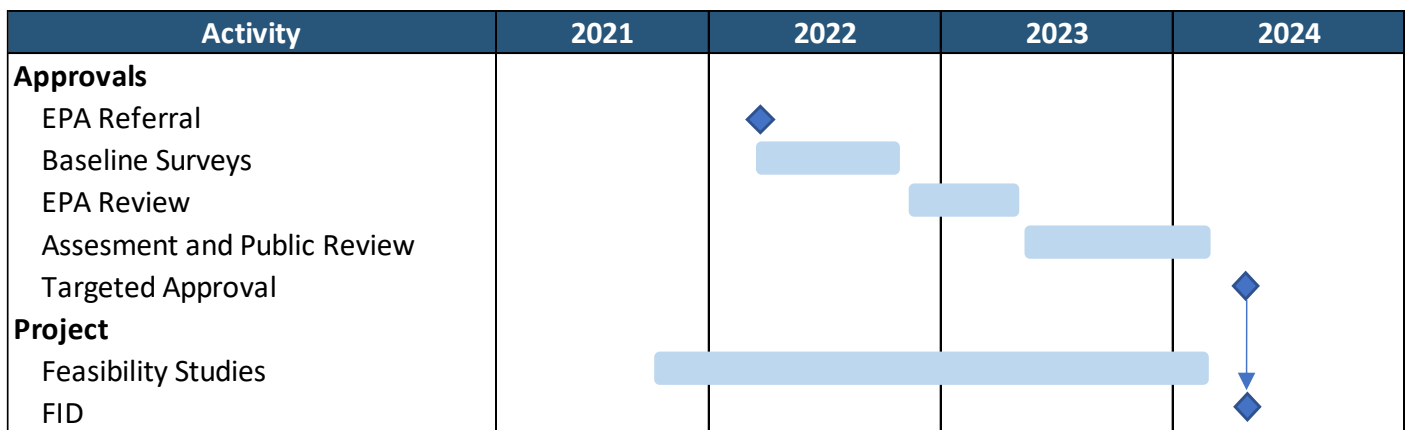 Activity 2021 2022 2023 2024
Approvals
EPA Referral
Baseline Surveys
EPA Review
Assesment and Public Review
Targeted Approval
Project
Feasibility Studies
FID